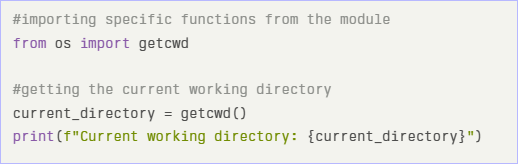 #importing specific functions from the module
from os import getcwd

#getting the current working directory
current_directory = getcwd()
print(f"Current working directory: {current_directory}")